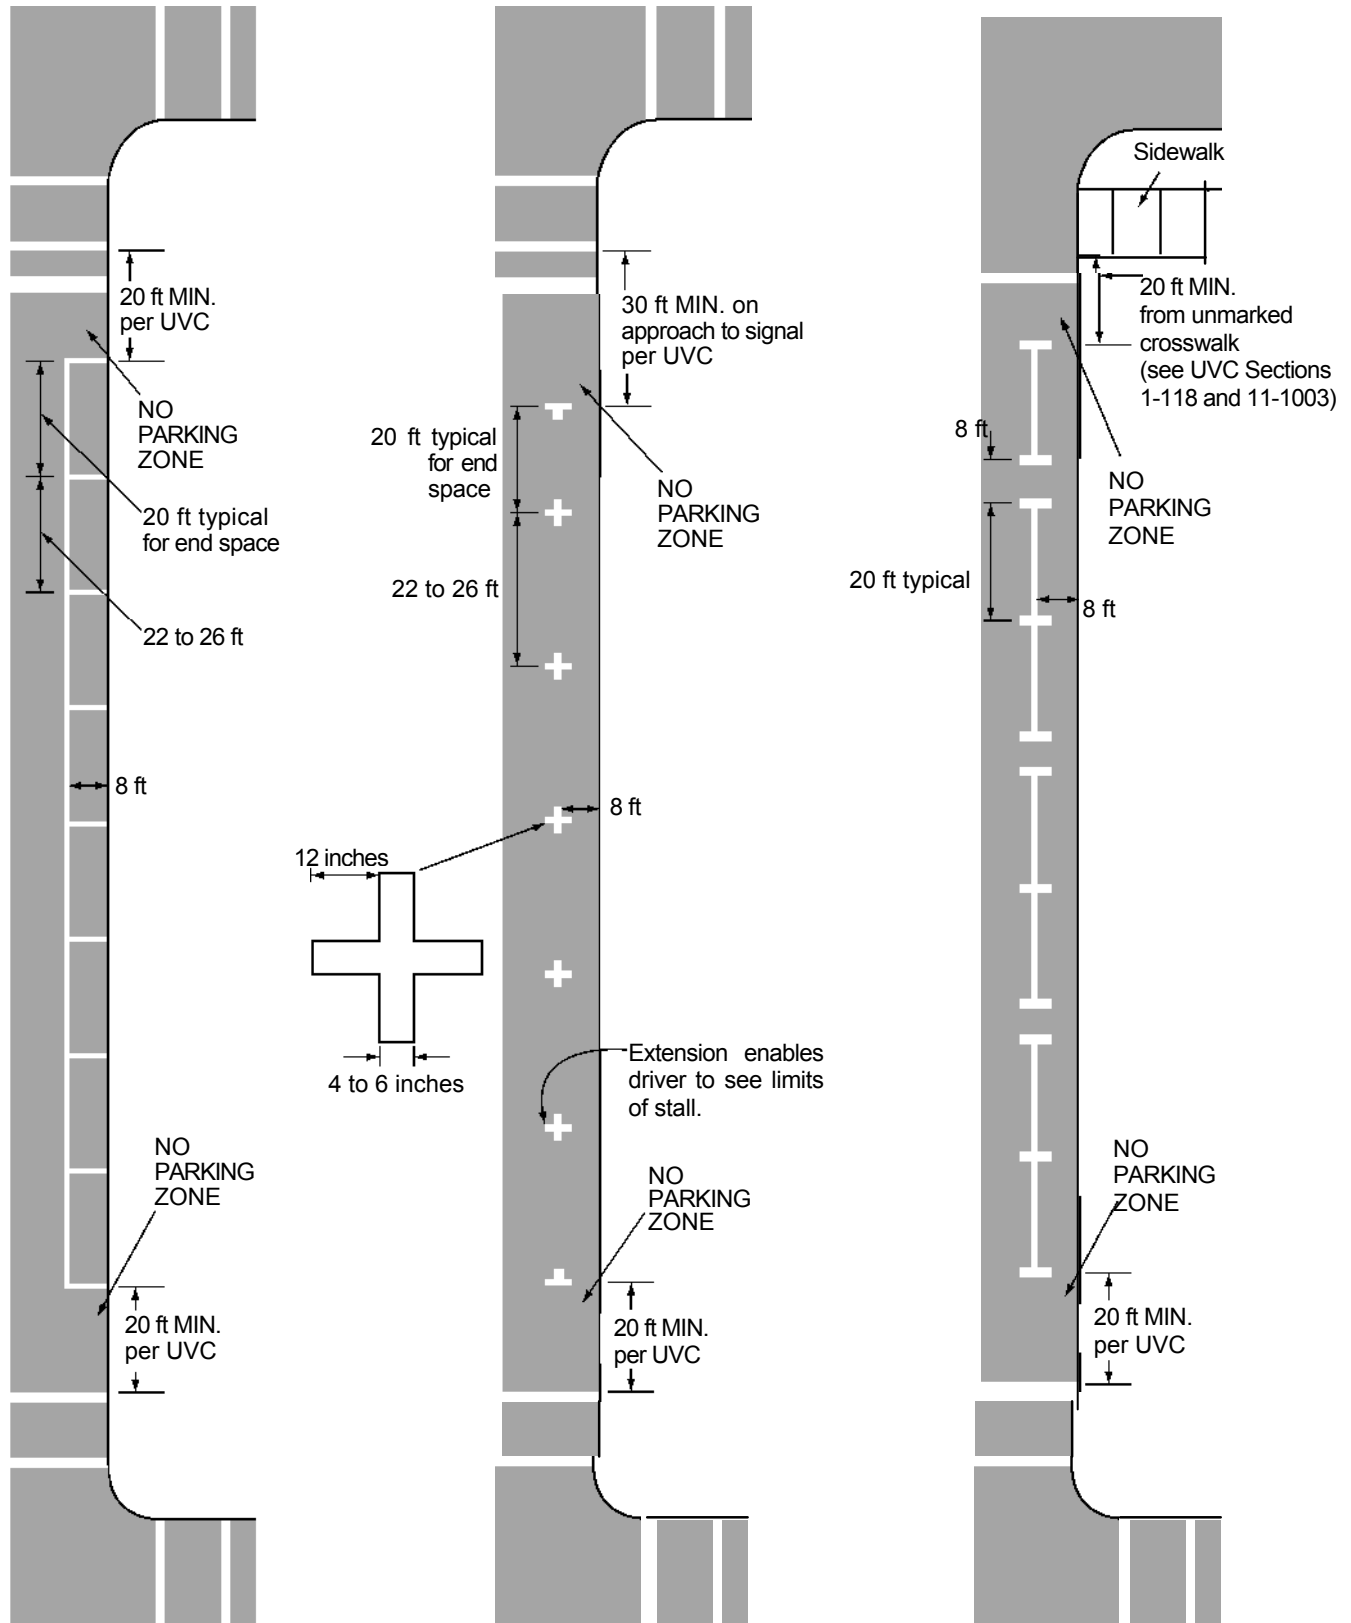 20 ft MIN.
per UVC
NO
PARKING
ZONE
20 ft typical
for end space
22 to 26 ft
8 ft
NO
PARKING
ZONE
20 ft MIN.
per UVC
30 ft MIN. on
approach to signal
per UVC
20 ft typical
for end
space
NO
PARKING
ZONE
22 to 26 ft
8 ft
12 inches
4 to 6 inches
Extension enables
driver to see limits
of stall.
NO
PARKING
ZONE
20 ft MIN.
per UVC
Sidewalk
20 ft MIN.
from unmarked
crosswalk
(see UVC Sections
1-118 and 11-1003)
8 ft
NO
PARKING
ZONE
20 ft typical
8 ft
NO
PARKING
ZONE
20 ft MIN.
per UVC